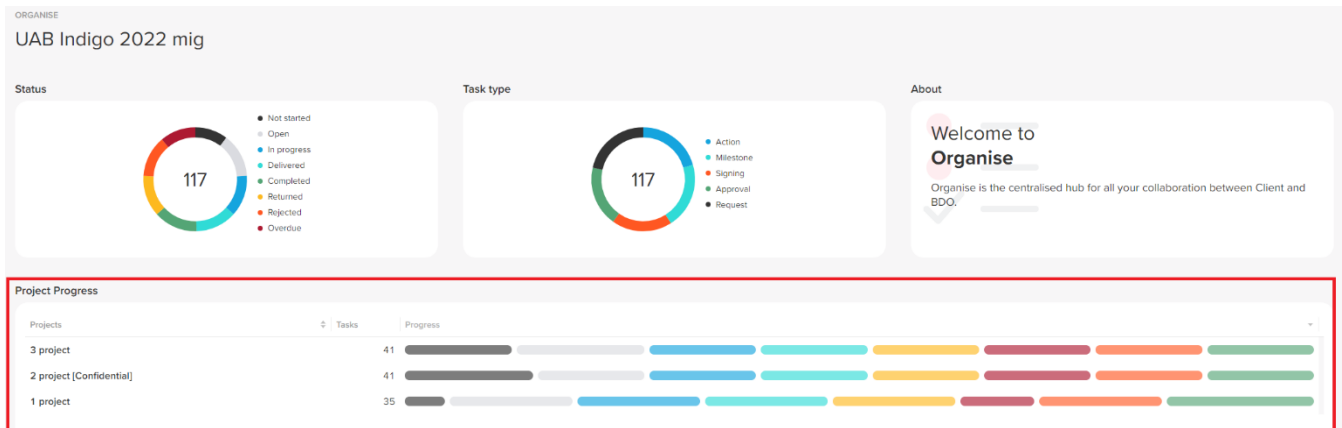 ORGANISE
UAB Indigo 2022 mig
Status
Task type
About
117
Not started
Open
In progress
Delivered
Completed
Returned
Rejected
Overdue
117
Action
Milestone
Signing
Approval
Request
Welcome to
Organise
Organise is the centralised hub for all your collaboration between Client and
BDO.
Project Progress
Projects Tasks Progress
3 project 41
2 project [Confidential] 41
1 project 35